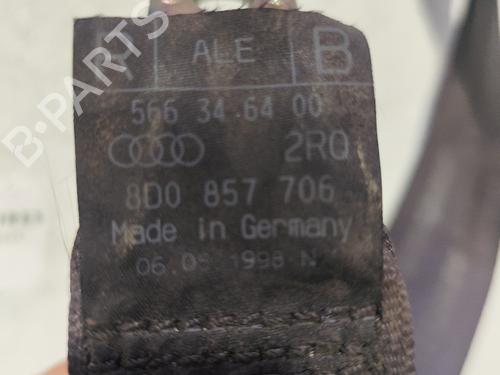 R ALE B
566 34.64 00
2RQ
8D0 857 706
Made in Germany
1998 N
B-PARTS